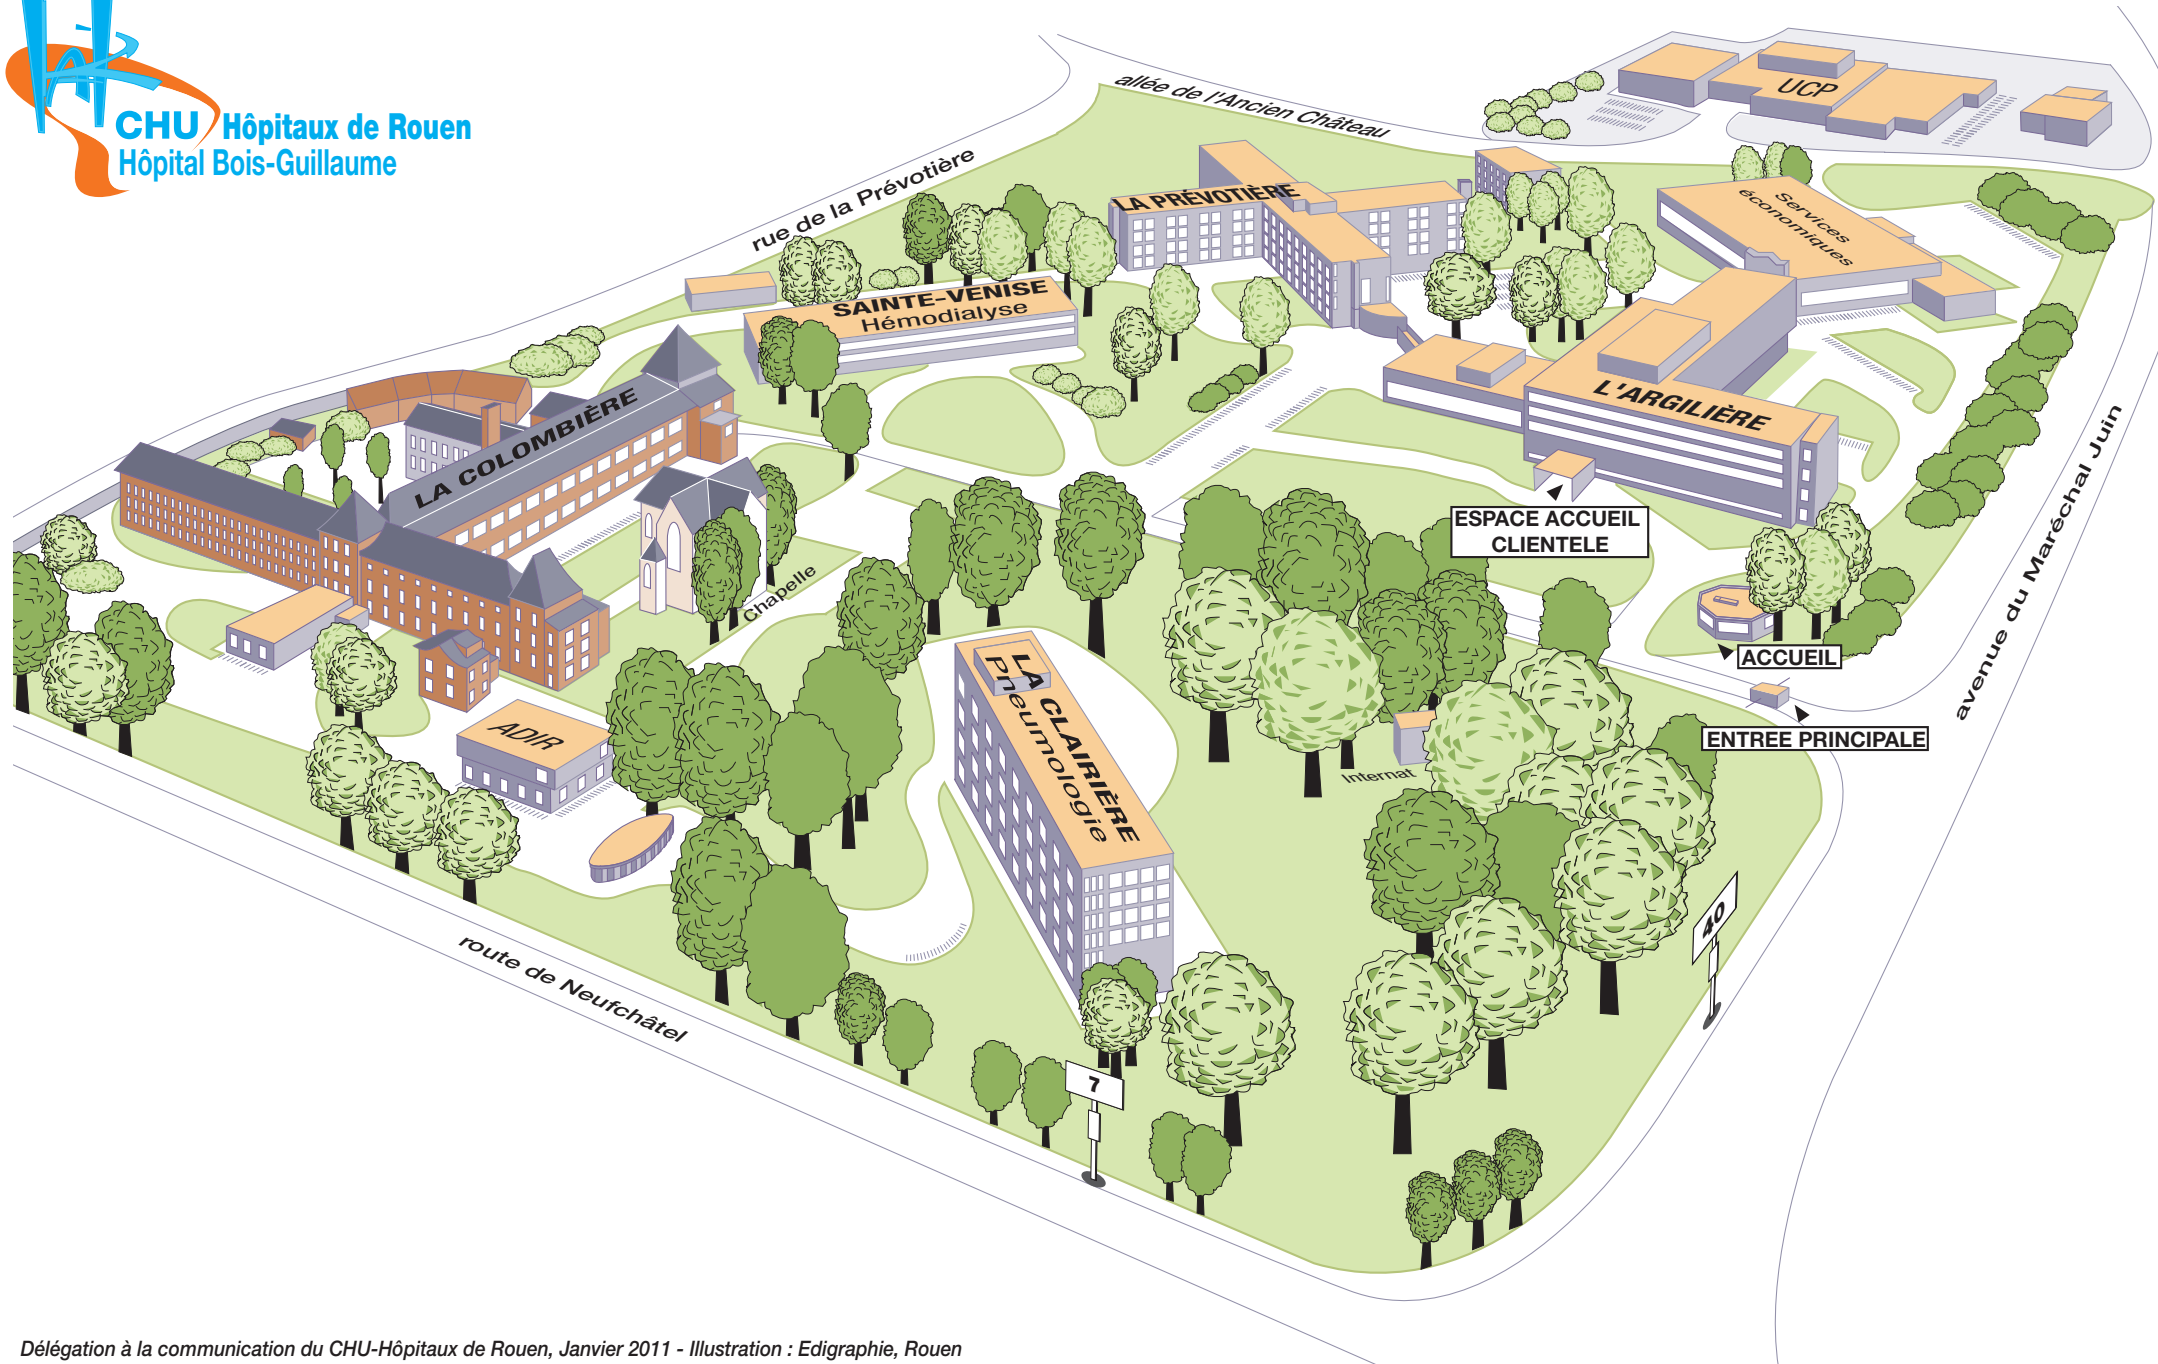 CHU Hôpitaux de Rouen
Hôpital Bois-Guillaume
allée de l'Ancien Château
UCP
rue de la Prévotière
LA PRÉVOTIÈRE
Services
économiques
SAINTE-VENISE
Hémodialyse
LA COLOMBIÈRE
L'ARGILIÈRE
avenue du Maréchal Juin
ESPACE ACCUEIL
CLIENTELE
Chapelle
ACCUEIL
ENTREE PRINCIPALE
ADIR
LA CLAIRIÈRE
Pneumologie
Internat
40
route de Neufchâtel
7
Délégation à la communication du CHU-Hôpitaux de Rouen, Janvier 2011 - Illustration : Edigraphie, Rouen